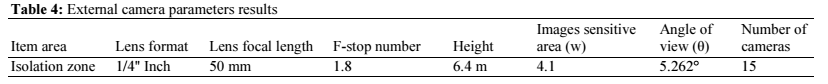 Table 4: External camera parameters results
Images sensitive Angle of Number of
Item area Lens format Lens focal length F-stop number Height area (w) view (θ) cameras
Isolation zone 1/4" Inch 50 mm 1.8 6.4 m 4.1 5.262° 15